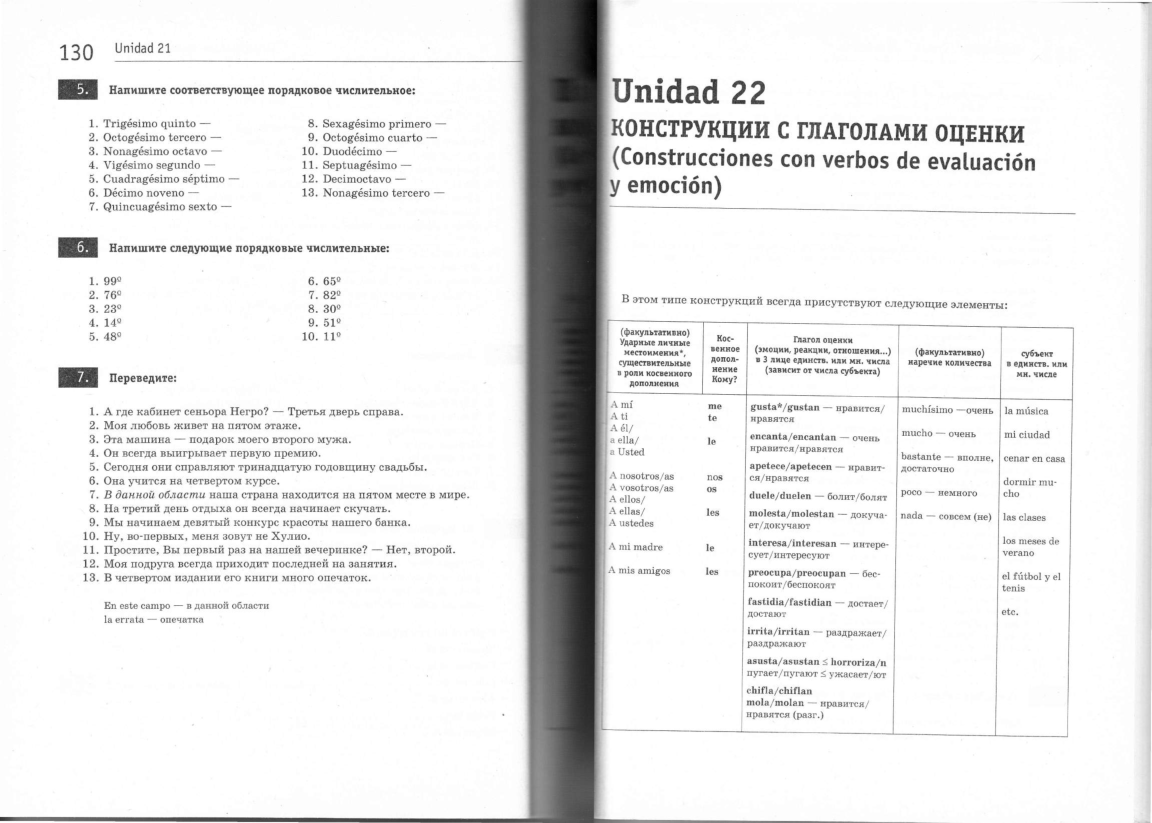 130 Unidad 21
5. Напишите соответствующее порядковое числительное:
1. Trigésimo quinto —
2. Octogésimo tercero —
3. Nonagésimo octavo —
4. Vigésimo segundo —
5. Cuadragésimo séptimo —
6. Décimo noveno —
7. Quincuagésimo sexto —
8. Sexagésimo primero —
9. Octogésimo cuarto —
10. Duodécimo —
11. Septuagésimo —
12. Decimoctavo —
13. Nonagésimo tercero —
6. Напишите следующие порядковые числительные:
1. 99º
2. 76º
3. 23º
4. 14º
5. 48º
6. 65º
7. 82º
8. 30º
9. 51º
10. 11º
7. Переведите:
1. А где кабинет сеньора Негро? — Третья дверь справа.
2. Моя любовь живет на пятом этаже.
3. Эта машина — подарок моего второго мужа.
4. Он всегда выигрывает первую премию.
5. Сегодня они справляют тринадцатую годовщину свадьбы.
6. Она учится на четвертом курсе.
7. В данной области наша страна находится на пятом месте в мире.
8. На третий день отдыха он всегда начинает скучать.
9. Мы начинаем девятый конкурс красоты нашего банка.
10. Ну, во-первых, меня зовут не Хулио.
11. Простите, Вы первый раз на нашей вечеринке? — Нет, второй.
12. Моя подруга всегда приходит последней на занятия.
13. В четвертом издании его книги много опечаток.
En este campo — в данной области
la errata — опечатка
Unidad 22
КОНСТРУКЦИИ С ГЛАГОЛАМИ ОЦЕНКИ
(Construcciones con verbos de evaluación
y emoción)
В этом типе конструкций всегда присутствуют следующие элементы:
(факультативно)
Ударные личные
местоимения*,
существительные
в роли косвенного
дополнения
Кос-
венное
допол-
нение
Кому?
Глагол оценки
(эмоции, реакции, отношения...)
в 3 лице единств. или мн. числа
(зависит от числа субъекта)
(факультативно)
наречие количества
субъект
в единств. или
мн. числе
A mí
A ti
A él/
a ella/
a Usted
A nosotros/as
A vosotros/as
A ellos/
A ellas/
A ustedes
A mi madre
A mis amigos
me
te
le
nos
os
les
le
les
gusta*/gustan — нравится/
нравятся
encanta/encantan — очень
нравится/нравятся
apetece/apetecen — нравит-
ся/нравятся
duele/duelen — болит/болят
molesta/molestan — докуча-
ет/докучают
interesa/interesan — интере-
сует/интересуют
preocupa/preocupan — бес-
покоит/беспокоят
fastidia/fastidian — достает/
достают
irrita/irritan — раздражает/
раздражают
asusta/asustan ≤ horroriza/n
пугает/пугают ≤ ужасает/ют
chifla/chiflan
mola/molan — нравится/
нравятся (разг.)
muchísimo —очень
mucho — очень
bastante — вполне,
достаточно
poco — немного
nada — совсем (не)
la música
mi ciudad
cenar en casa
dormir mu-
cho
las clases
los meses de
verano
el fútbol y el
tenis
etc.